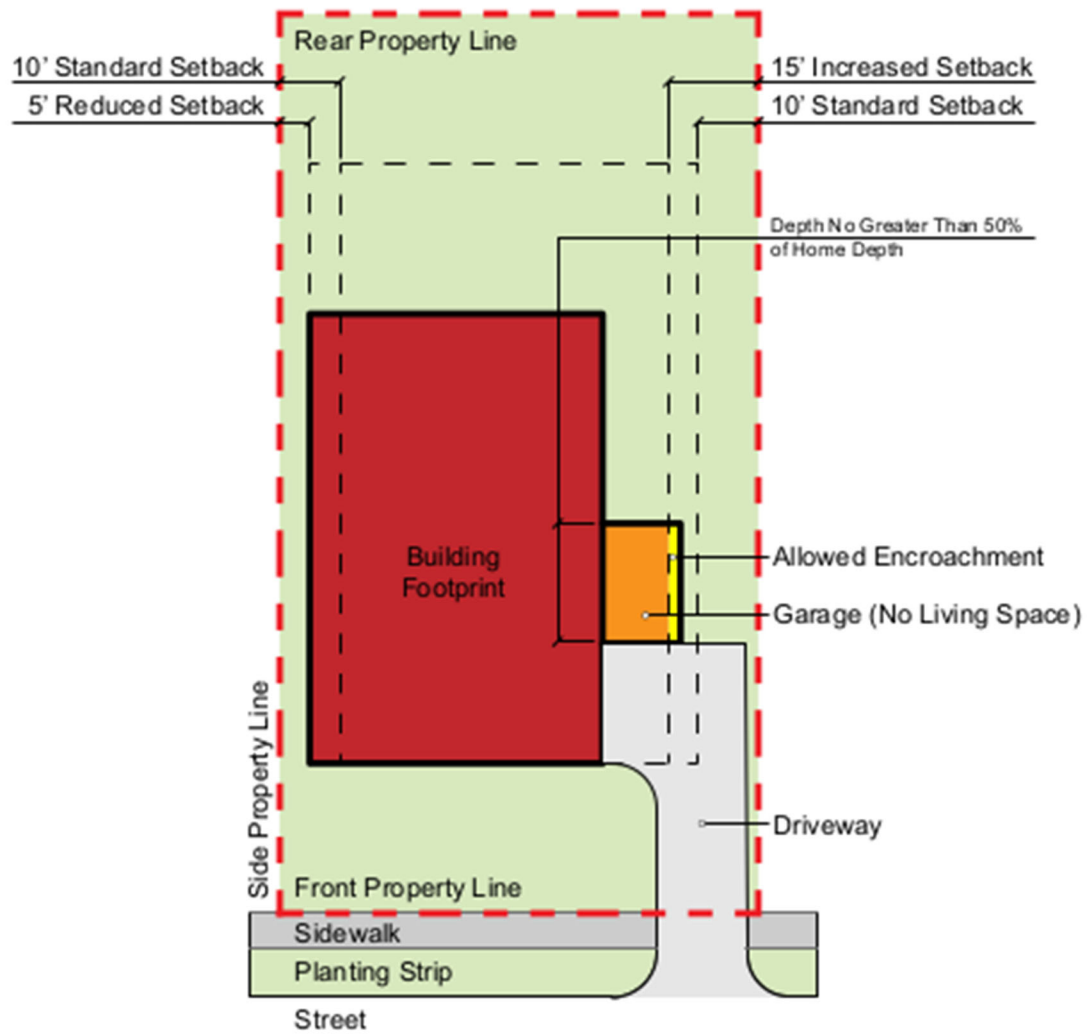 Rear Property Line
10' Standard Setback
5' Reduced Setback
15' Increased Setback
10' Standard Setback
Depth No Greater Than 50%
of Home Depth
Building
Footprint
Allowed Encroachment
Garage (No Living Space)
Side Property Line
Driveway
Front Property Line
Sidewalk
Planting Strip
Street